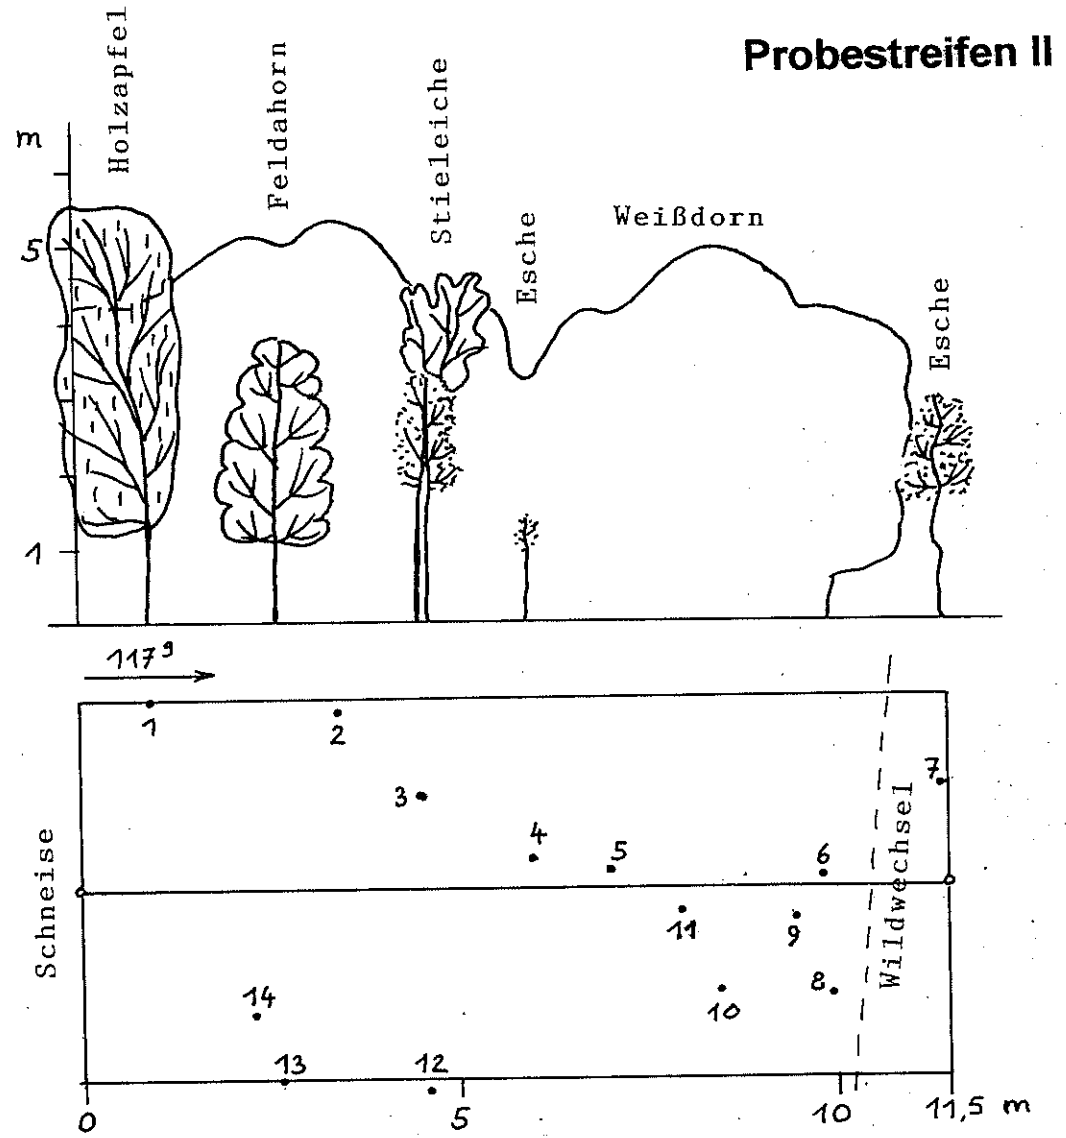 Probestreifen II
m
Holzapfel
Feldahorn
Stieleiche
Esche
Weißdorn
Esche
5
1
117ᵍ
1
2
3
4
5
6
7
Schneise
Wildwechsel
11
9
8
10
14
13
12
0
5
10
11,5 m